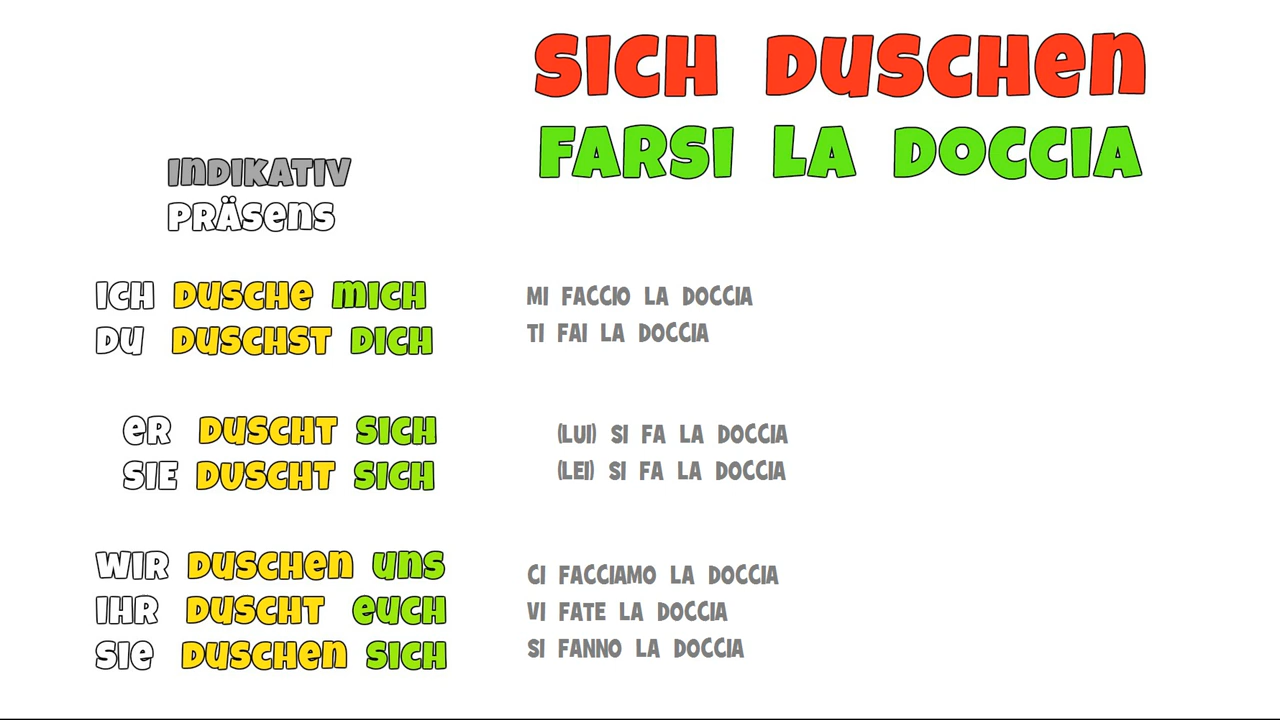 SICH DUSCHEN
FARSI LA DOCCIA
INDIKATIV
PRÄSENS
ICH DUSCHE MICH
MI FACCIO LA DOCCIA
DU DUSCHST DICH
TI FAI LA DOCCIA
ER DUSCHT SICH
(LUI) SI FA LA DOCCIA
SIE DUSCHT SICH
(LEI) SI FA LA DOCCIA
WIR DUSCHEN UNS
CI FACCIAMO LA DOCCIA
IHR DUSCHT EUCH
VI FATE LA DOCCIA
SIE DUSCHEN SICH
SI FANNO LA DOCCIA